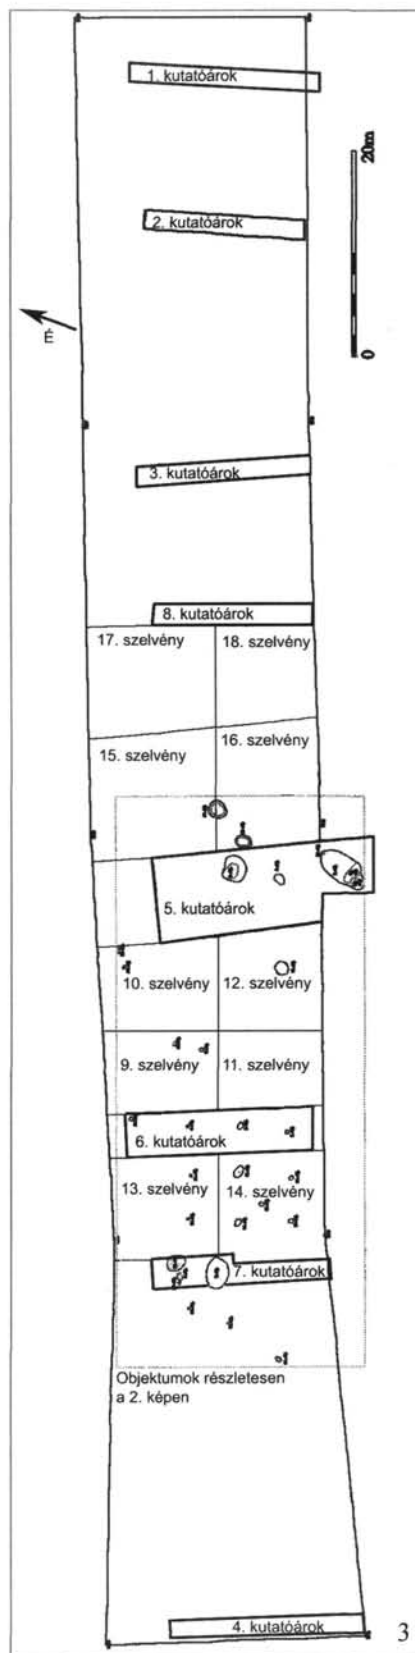 1. kutatóárok
20m
2. kutatóárok
É
0
3. kutatóárok
8. kutatóárok
17. szelvény
18. szelvény
15. szelvény
16. szelvény
5. kutatóárok
10. szelvény
12. szelvény
9. szelvény
11. szelvény
6. kutatóárok
13. szelvény
14. szelvény
7. kutatóárok
Objektumok részletesen
a 2. képen
4. kutatóárok
3